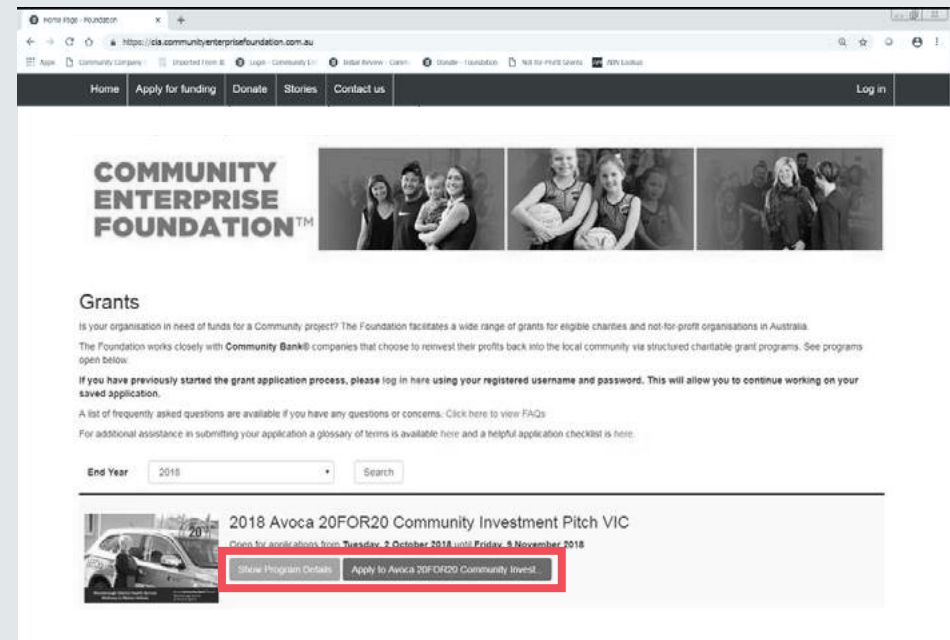 Home Page - Foundation
https://cia.communityenterprisefoundation.com.au
Apps
Home Apply for funding Donate Stories Contact us Log in
COMMUNITY
ENTERPRISE
FOUNDATION™
Grants
Is your organisation in need of funds for a Community project? The Foundation facilitates a wide range of grants for eligible charities and not-for-profit organisations in Australia.
The Foundation works closely with Community Bank® companies that choose to reinvest their profits back into the local community via structured charitable grant programs. See programs
open below.
If you have previously started the grant application process, please log in here using your registered username and password. This will allow you to continue working on your
saved application.
A list of frequently asked questions are available if you have any questions or concerns. Click here to view FAQs
For additional assistance in submitting your application a glossary of terms is available here and a helpful application checklist is here.
End Year 2018 Search
20
2018 Avoca 20FOR20 Community Investment Pitch VIC
Open for applications from Tuesday, 2 October 2018 until Friday, 9 November 2018
Show Program Details Apply to Avoca 20FOR20 Community Invest...